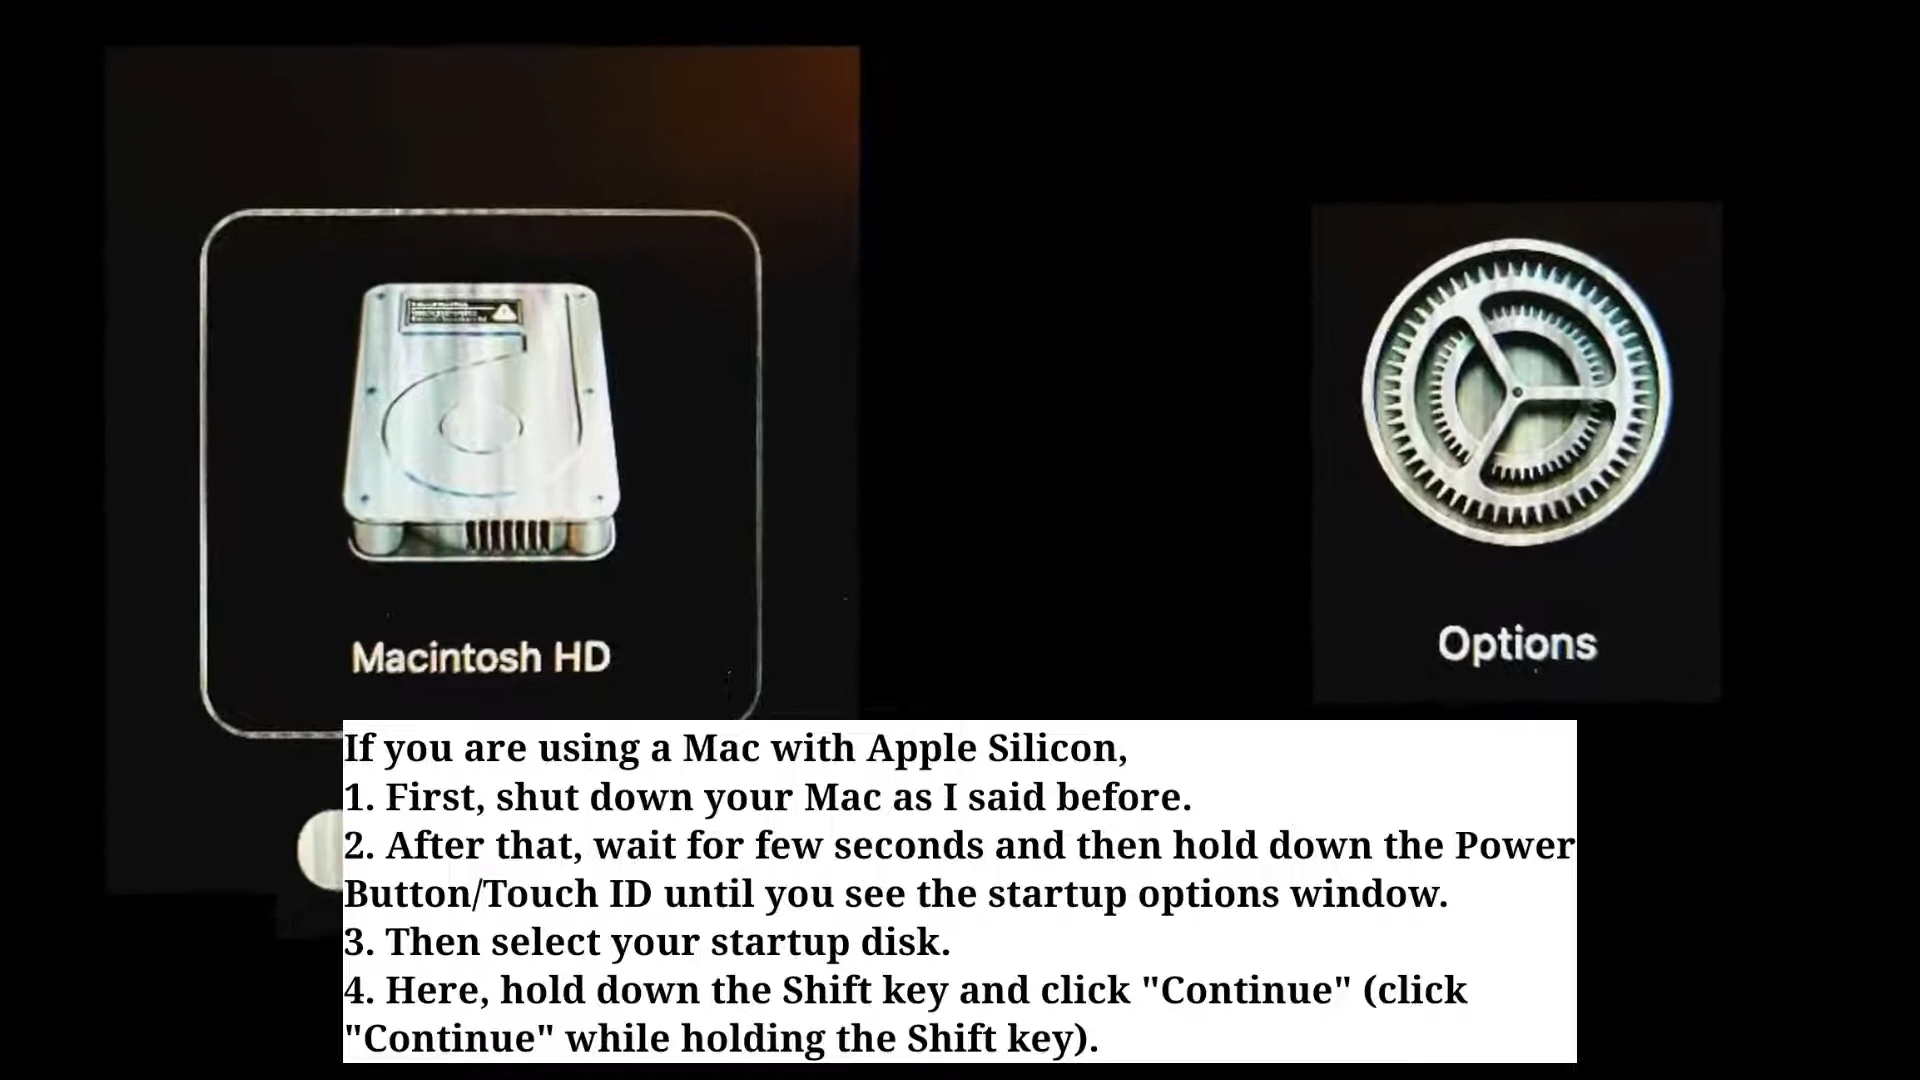 Macintosh HD
Options
If you are using a Mac with Apple Silicon,
1. First, shut down your Mac as I said before.
2. After that, wait for few seconds and then hold down the Power
Button/Touch ID until you see the startup options window.
3. Then select your startup disk.
4. Here, hold down the Shift key and click "Continue" (click
"Continue" while holding the Shift key).